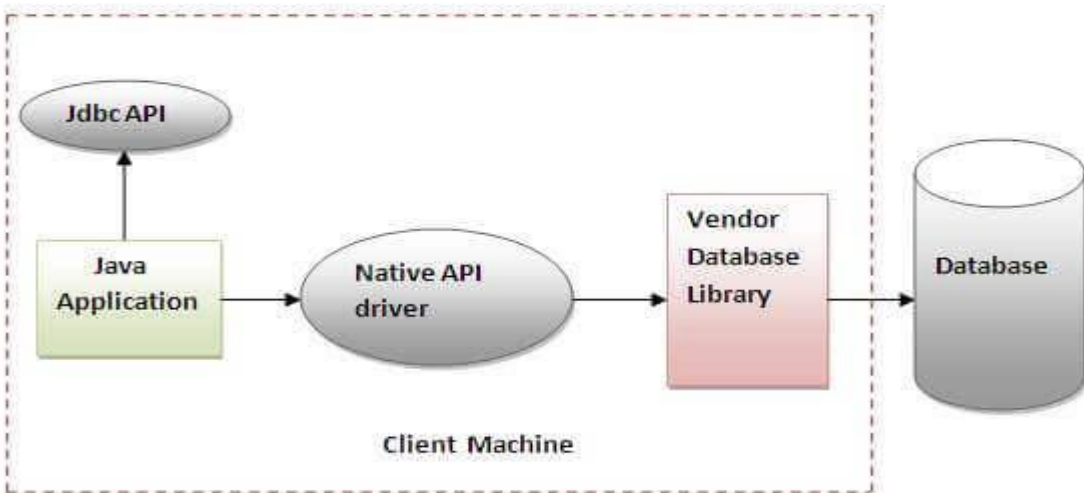 Jdbc API
Java
Application
Native API
driver
Vendor
Database
Library
Database
Client Machine